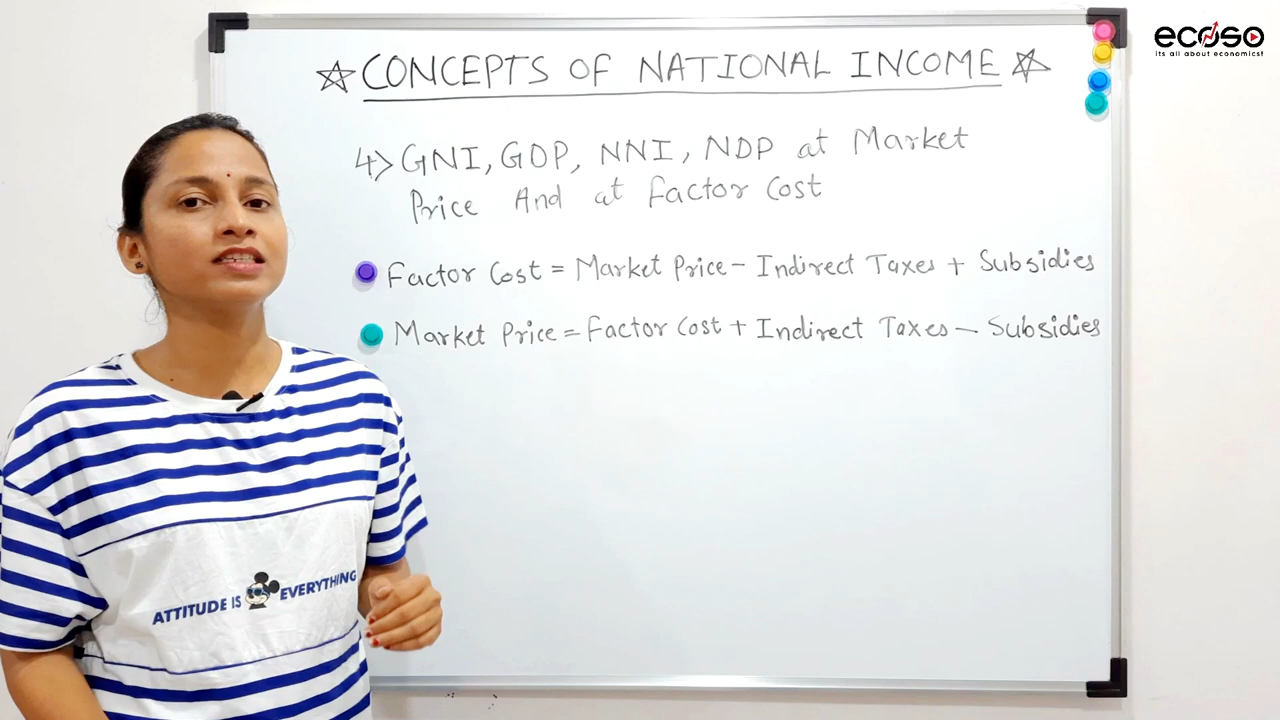 ecoso
its all about economics!
☆ CONCEPTS OF NATIONAL INCOME ☆
4> GNI, GDP, NNI, NDP at Market
Price And at Factor Cost
Factor Cost = Market Price - Indirect Taxes + Subsidies
Market Price = Factor Cost + Indirect Taxes - Subsidies
ATTITUDE IS EVERYTHING